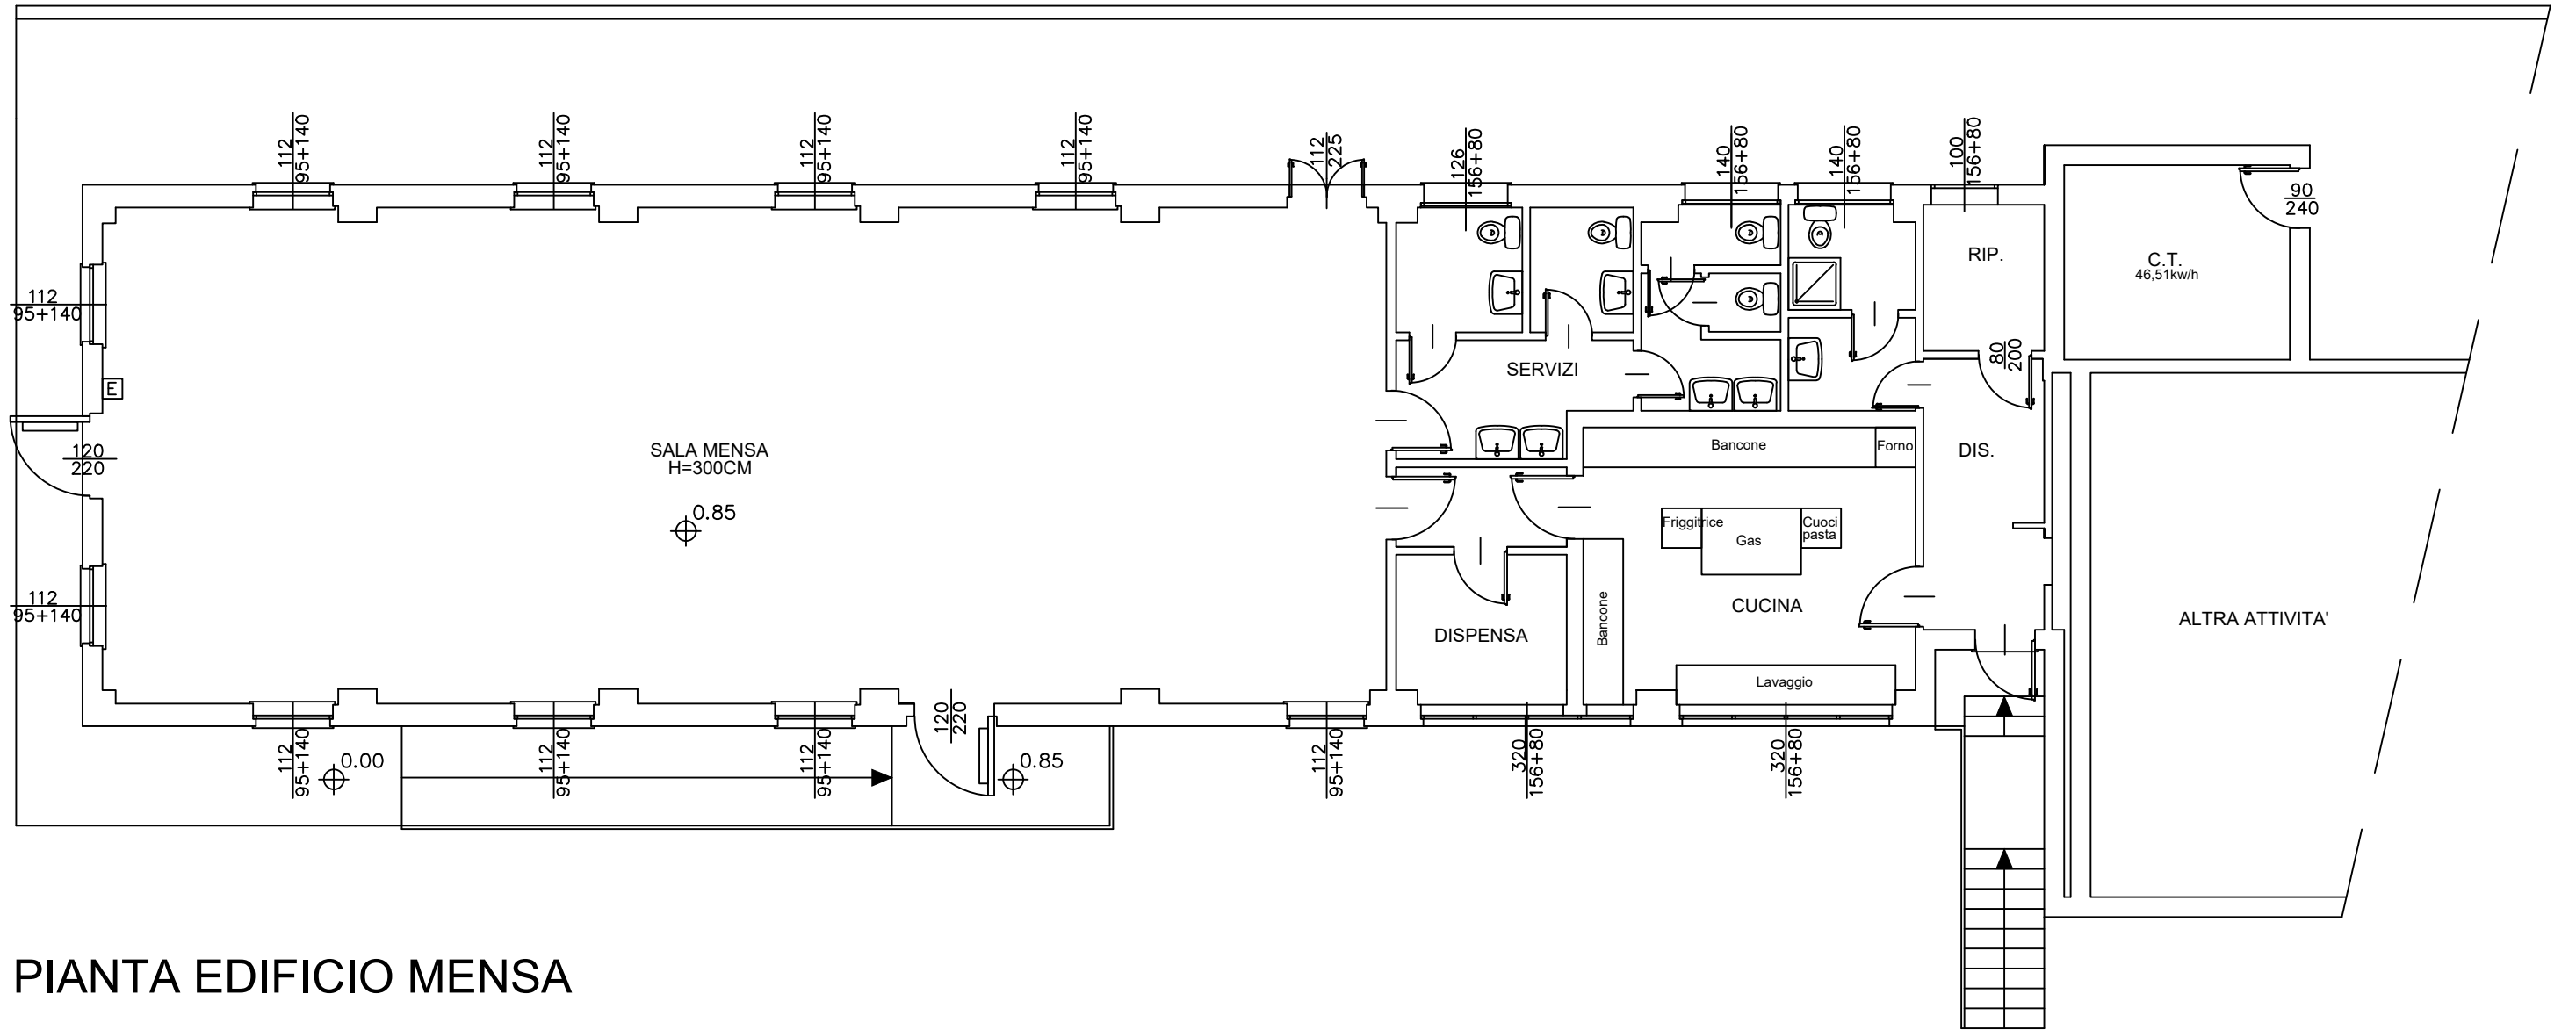 112
95+140
112
95+140
112
95+140
112
95+140
112
225
126
156+80
140
156+80
140
156+80
100
156+80
90
240
RIP.
C.T.
46,51kw/h
112
95+140
80
200
E
SERVIZI
120
220
SALA MENSA
H=300CM
0.85
Bancone
Forno
DIS.
Friggitrice
Gas
Cuoci
pasta
112
95+140
Bancone
CUCINA
DISPENSA
ALTRA ATTIVITA'
Lavaggio
120
220
112
95+140
0.00
112
95+140
112
95+140
0.85
112
95+140
320
156+80
320
156+80
PIANTA EDIFICIO MENSA